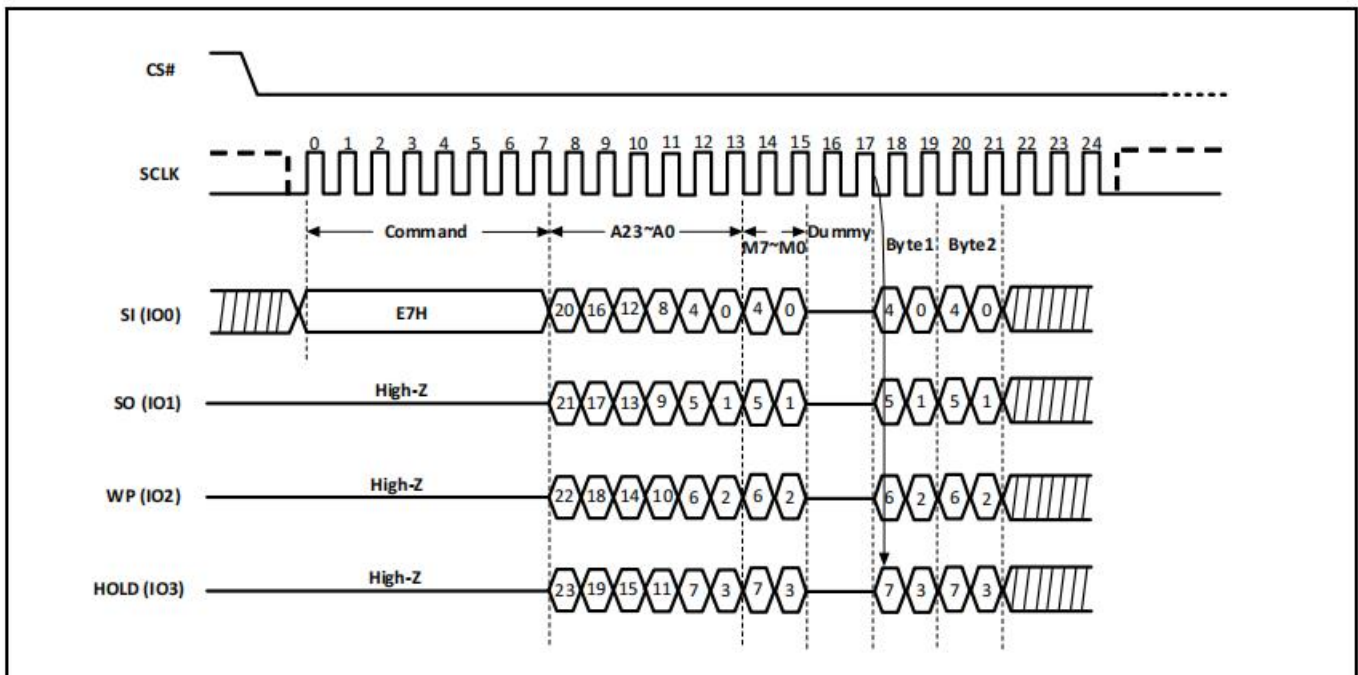 CS#
0 1 2 3 4 5 6 7 8 9 10 11 12 13 14 15 16 17 18 19 20 21 22 23 24
SCLK
Command A23~A0 M7~M0 Dummy Byte1 Byte2
SI (IO0) E7H 20 16 12 8 4 0 4 0 4 0 4 0
SO (IO1) High-Z 21 17 13 9 5 1 5 1 5 1 5 1
WP (IO2) High-Z 22 18 14 10 6 2 6 2 6 2 6 2
HOLD (IO3) High-Z 23 19 15 11 7 3 7 3 7 3 7 3